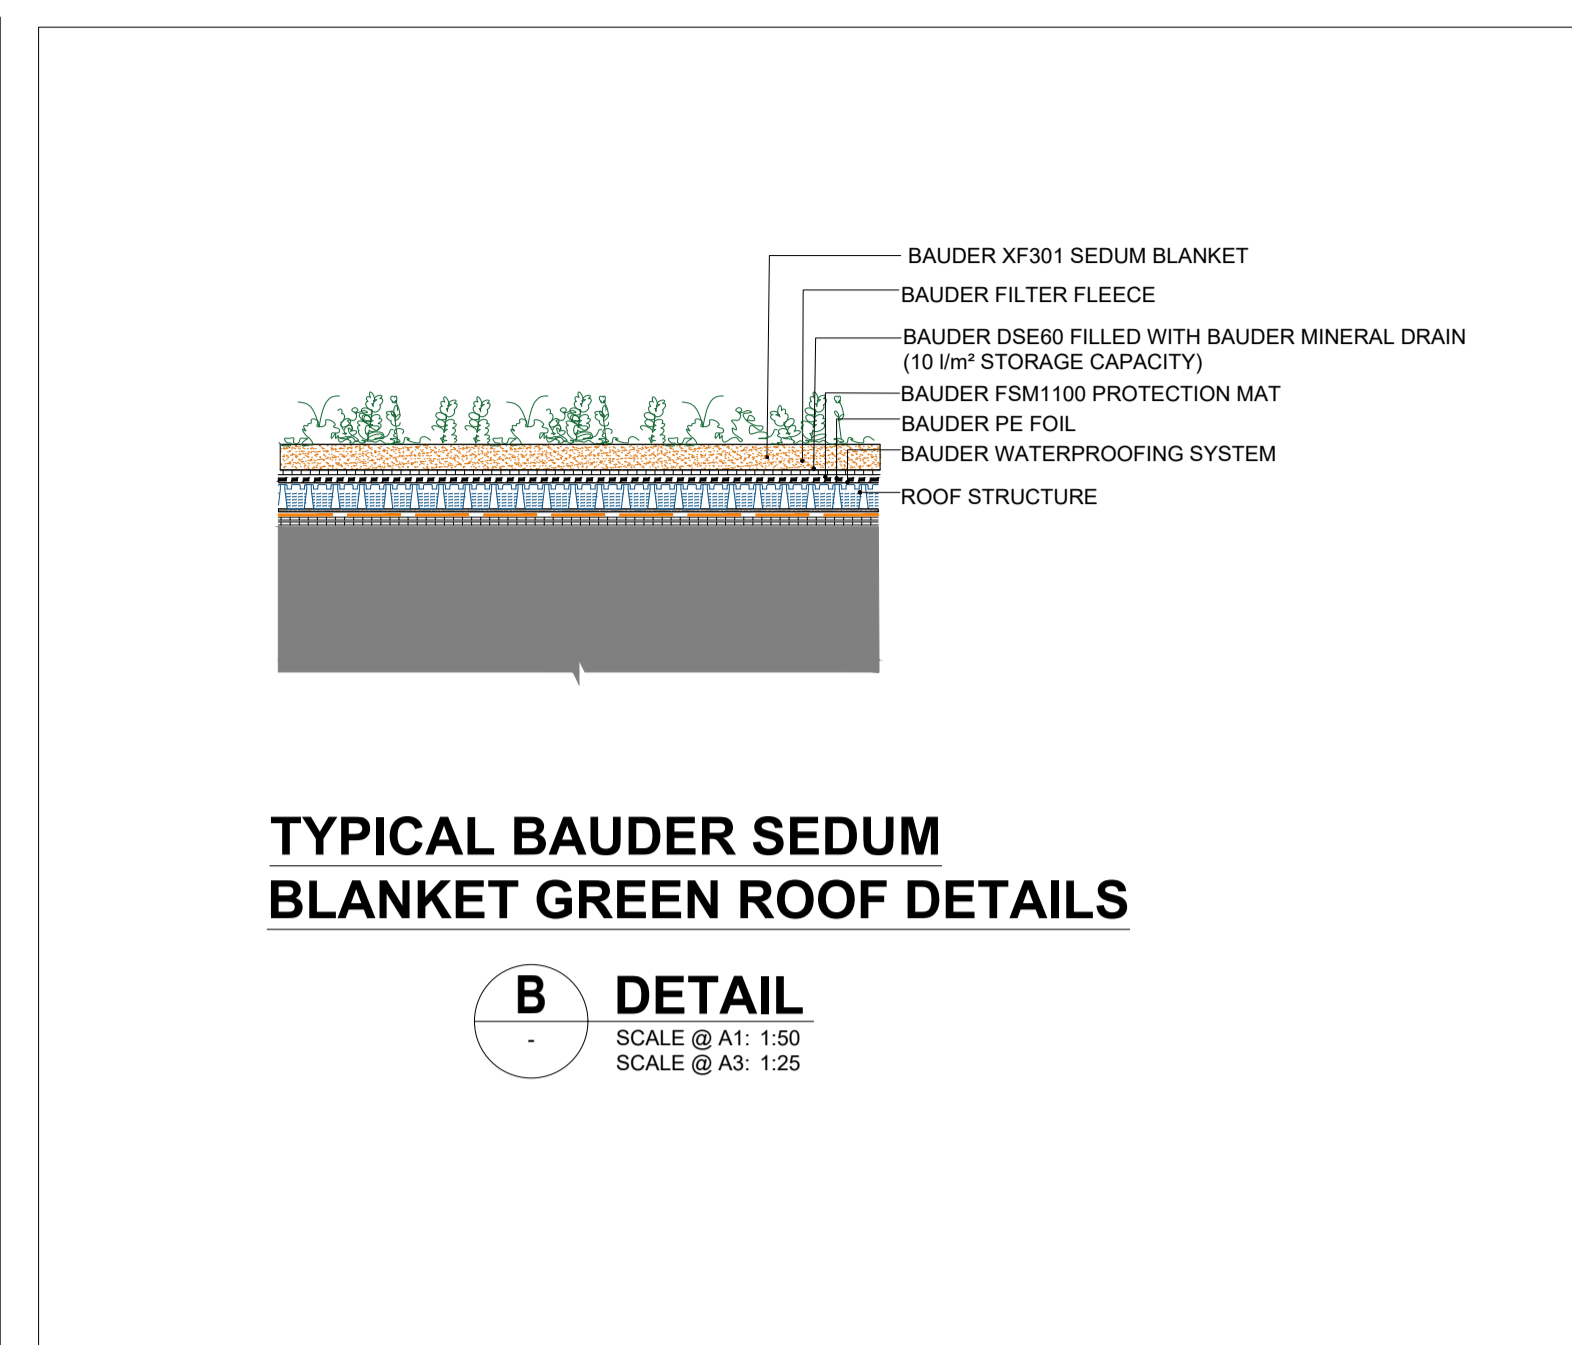 BAUDER XF301 SEDUM BLANKET
BAUDER FILTER FLEECE
BAUDER DSE60 FILLED WITH BAUDER MINERAL DRAIN
(10 l/m² STORAGE CAPACITY)
BAUDER FSM1100 PROTECTION MAT
BAUDER PE FOIL
BAUDER WATERPROOFING SYSTEM
ROOF STRUCTURE
TYPICAL BAUDER SEDUM
BLANKET GREEN ROOF DETAILS
B DETAIL
- SCALE @ A1: 1:50
SCALE @ A3: 1:25